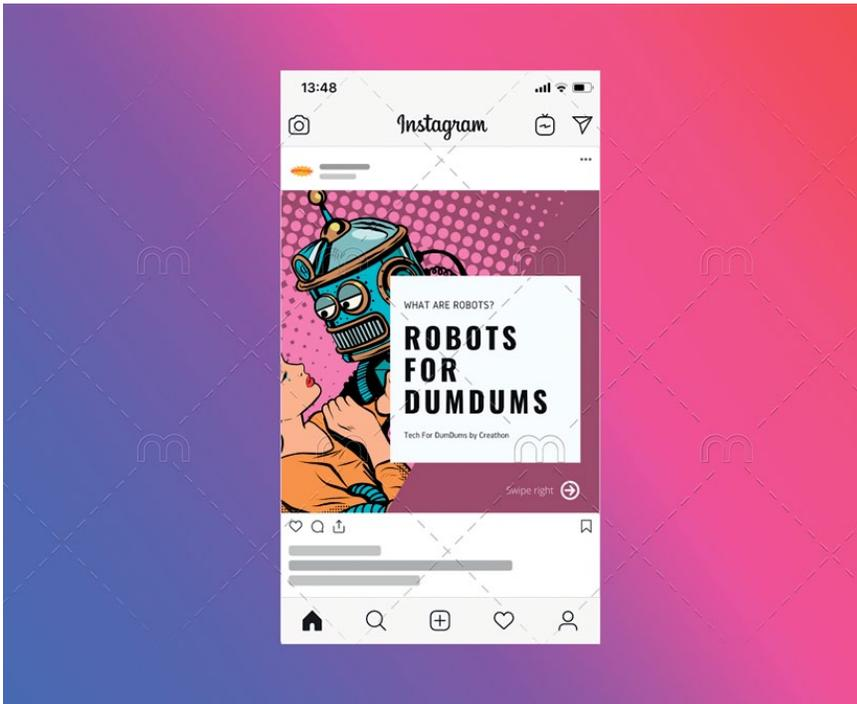 13:48
Instagram
WHAT ARE ROBOTS?
ROBOTS
FOR
DUMDUMS
Tech For DumDums by Creathon
Swipe right